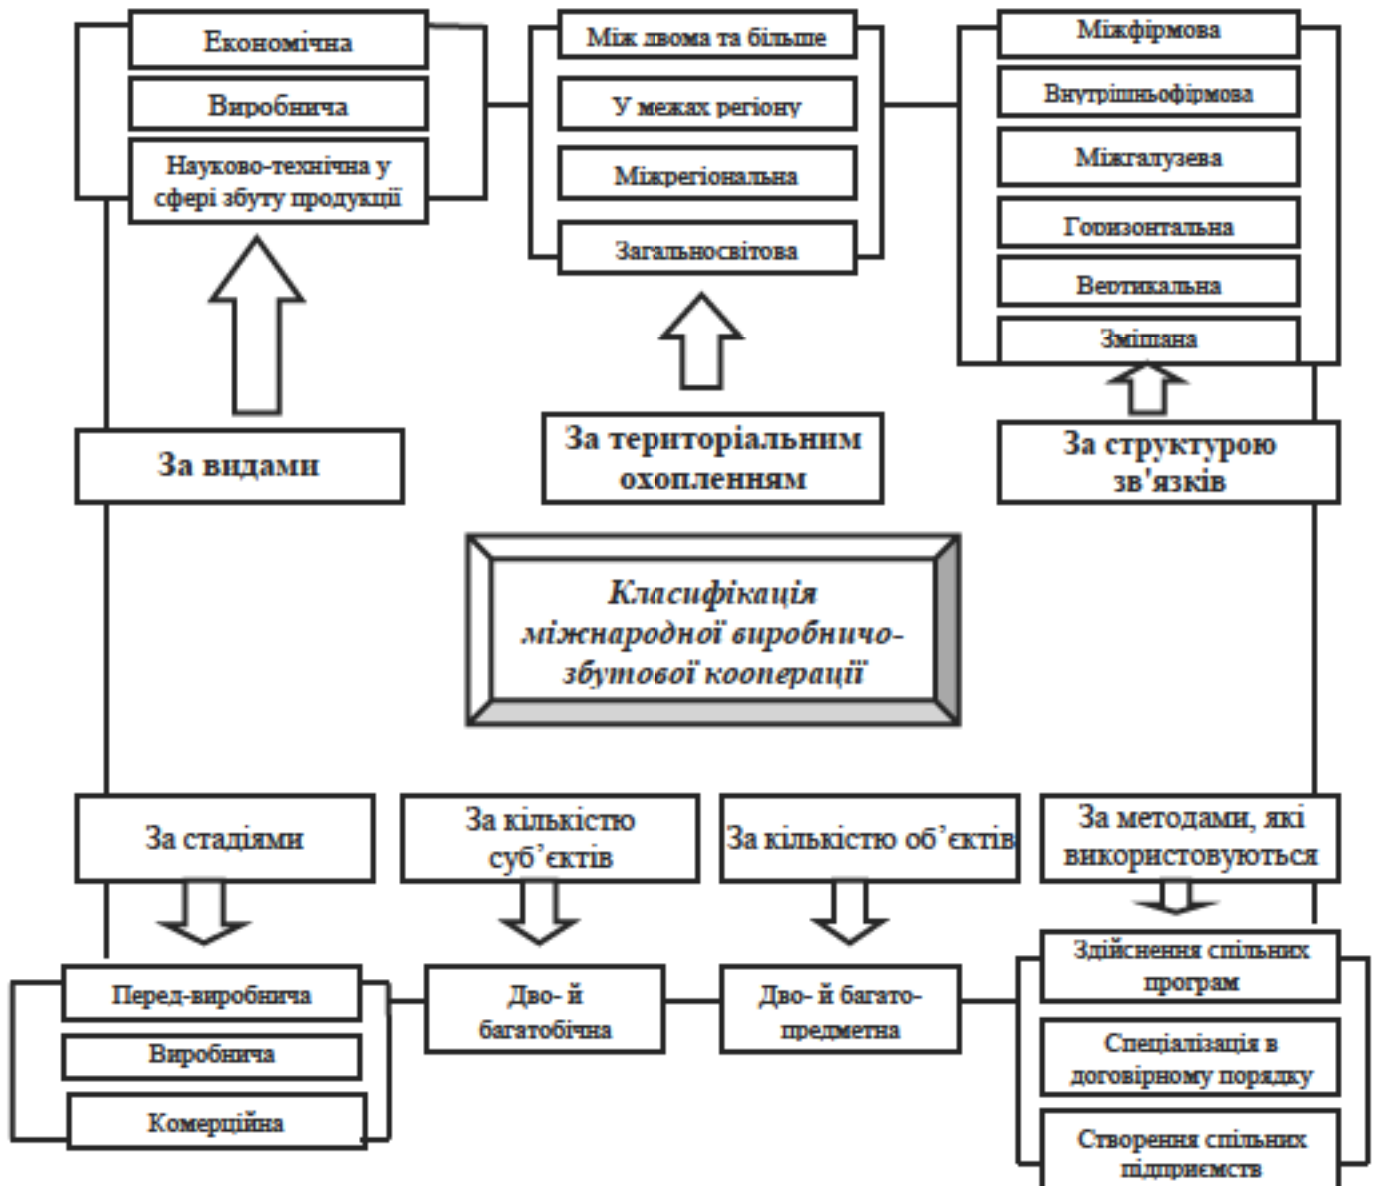 Економічна
Виробнича
Науково-технічна у
сфері збуту продукції
Між двома та більше
У межах регіону
Міжрегіональна
Загальносвітова
Міжфірмова
Внутрішньофірмова
Міжгалузева
Горизонтальна
Вертикальна
Змішана
За видами
За територіальним
охопленням
За структурою
зв'язків
Класифікація
міжнародної виробничо-
збутової кооперації
За стадіями
За кількістю
суб’єктів
За кількістю об’єктів
За методами, які
використовуються
Перед-виробнича
Виробнича
Комерційна
Дво- й
багатобічна
Дво- й багато-
предметна
Здійснення спільних
програм
Спеціалізація в
договірному порядку
Створення спільних
підприємств